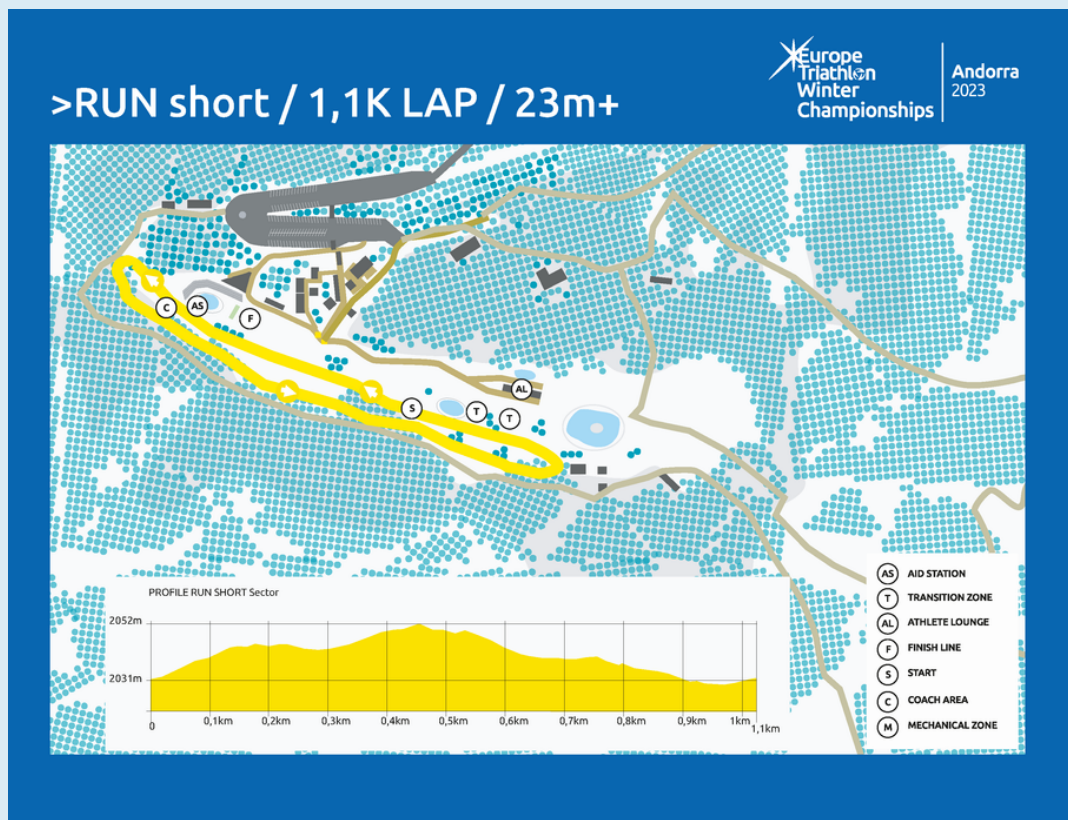 Europe
Triathlon
Winter
Championships
Andorra
2023
>RUN short / 1,1K LAP / 23m+
C
AS
F
AL
S
T
T
AS AID STATION
T TRANSITION ZONE
AL ATHLETE LOUNGE
F FINISH LINE
S START
C COACH AREA
M MECHANICAL ZONE
PROFILE RUN SHORT Sector
2052m
2031m
0 0,1km 0,2km 0,3km 0,4km 0,5km 0,6km 0,7km 0,8km 0,9km 1km 1,1km